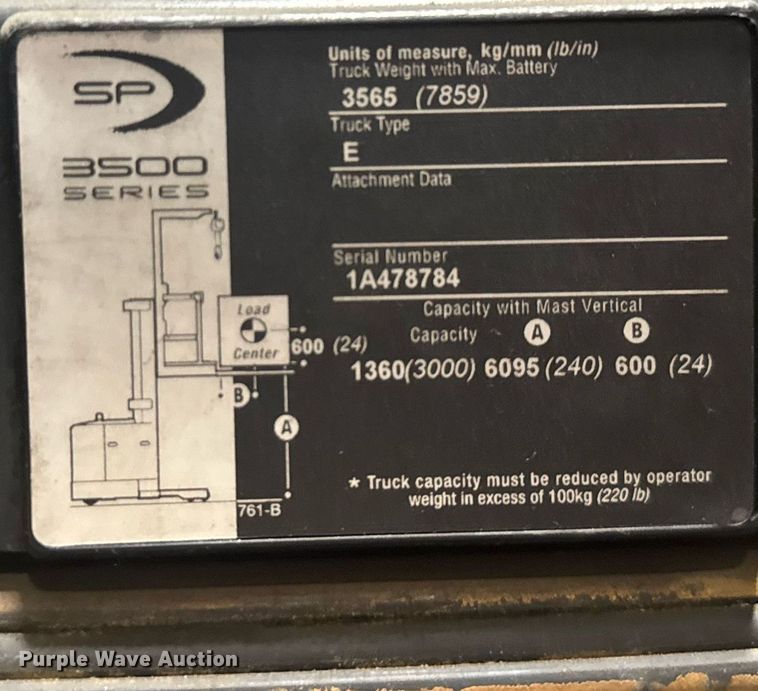 SP
3500
SERIES
Units of measure, kg/mm (lb/in)
Truck Weight with Max. Battery
3565 (7859)
Truck Type
E
Attachment Data
Serial Number
1A478784
Capacity with Mast Vertical
Capacity A B
1360(3000) 6095(240) 600 (24)
Load
Center
600 (24)
B
A
761-B
* Truck capacity must be reduced by operator
weight in excess of 100kg (220 lb)
Purple Wave Auction